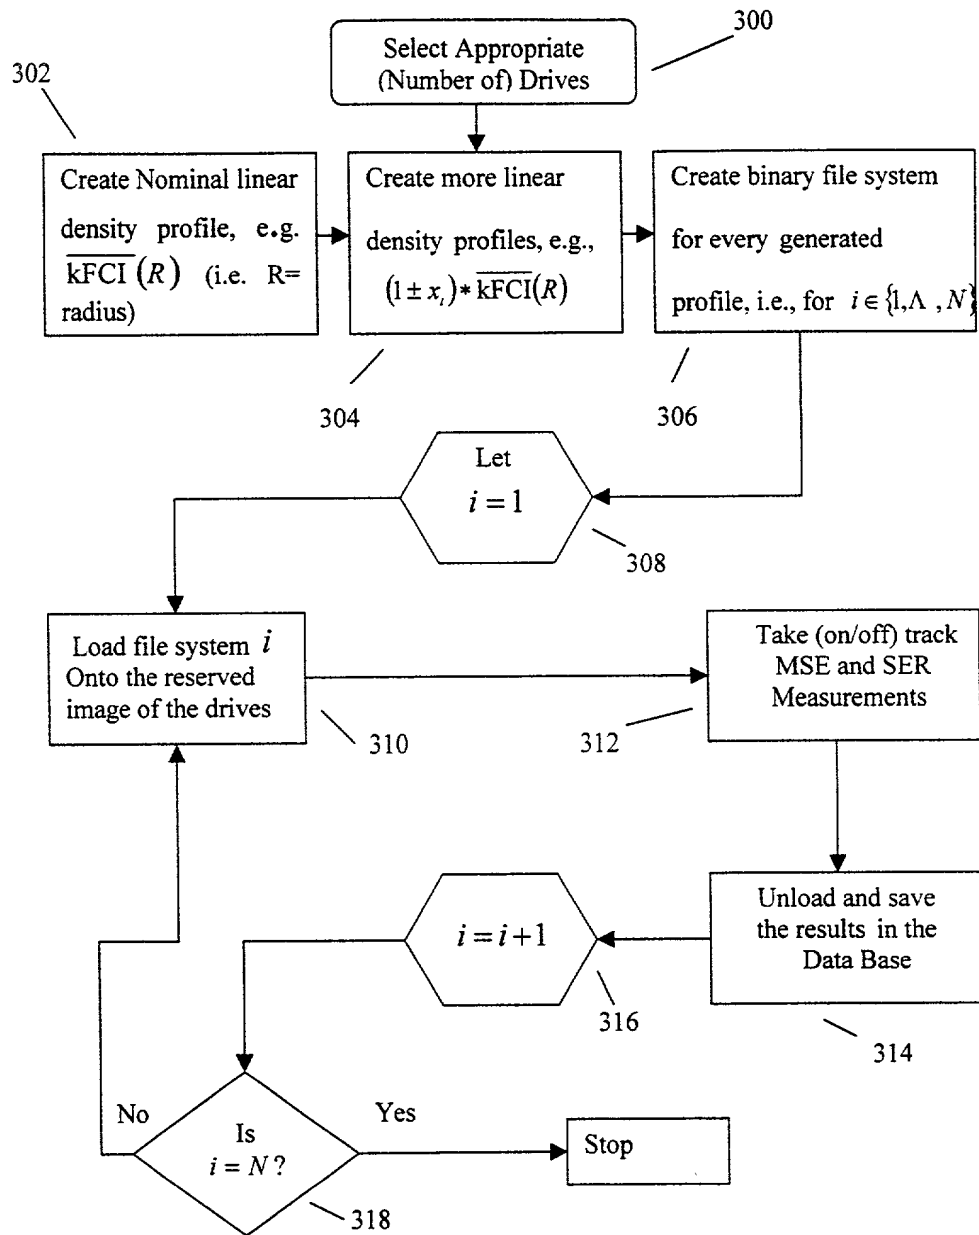 300
Select Appropriate
(Number of) Drives
302
Create Nominal linear
density profile, e.g.
k̅F̅C̅I̅(R) (i.e. R=
radius)
Create more linear
density profiles, e.g.,
(1 ± xᵢ)*k̅F̅C̅I̅(R)
Create binary file system
for every generated
profile, i.e., for i ∈ {1,Λ ,N}
304
306
Let
i = 1
308
Load file system i
Onto the reserved
image of the drives
310
Take (on/off) track
MSE and SER
Measurements
312
Unload and save
the results in the
Data Base
314
i = i+1
316
No
Is
i = N ?
Yes
318
Stop